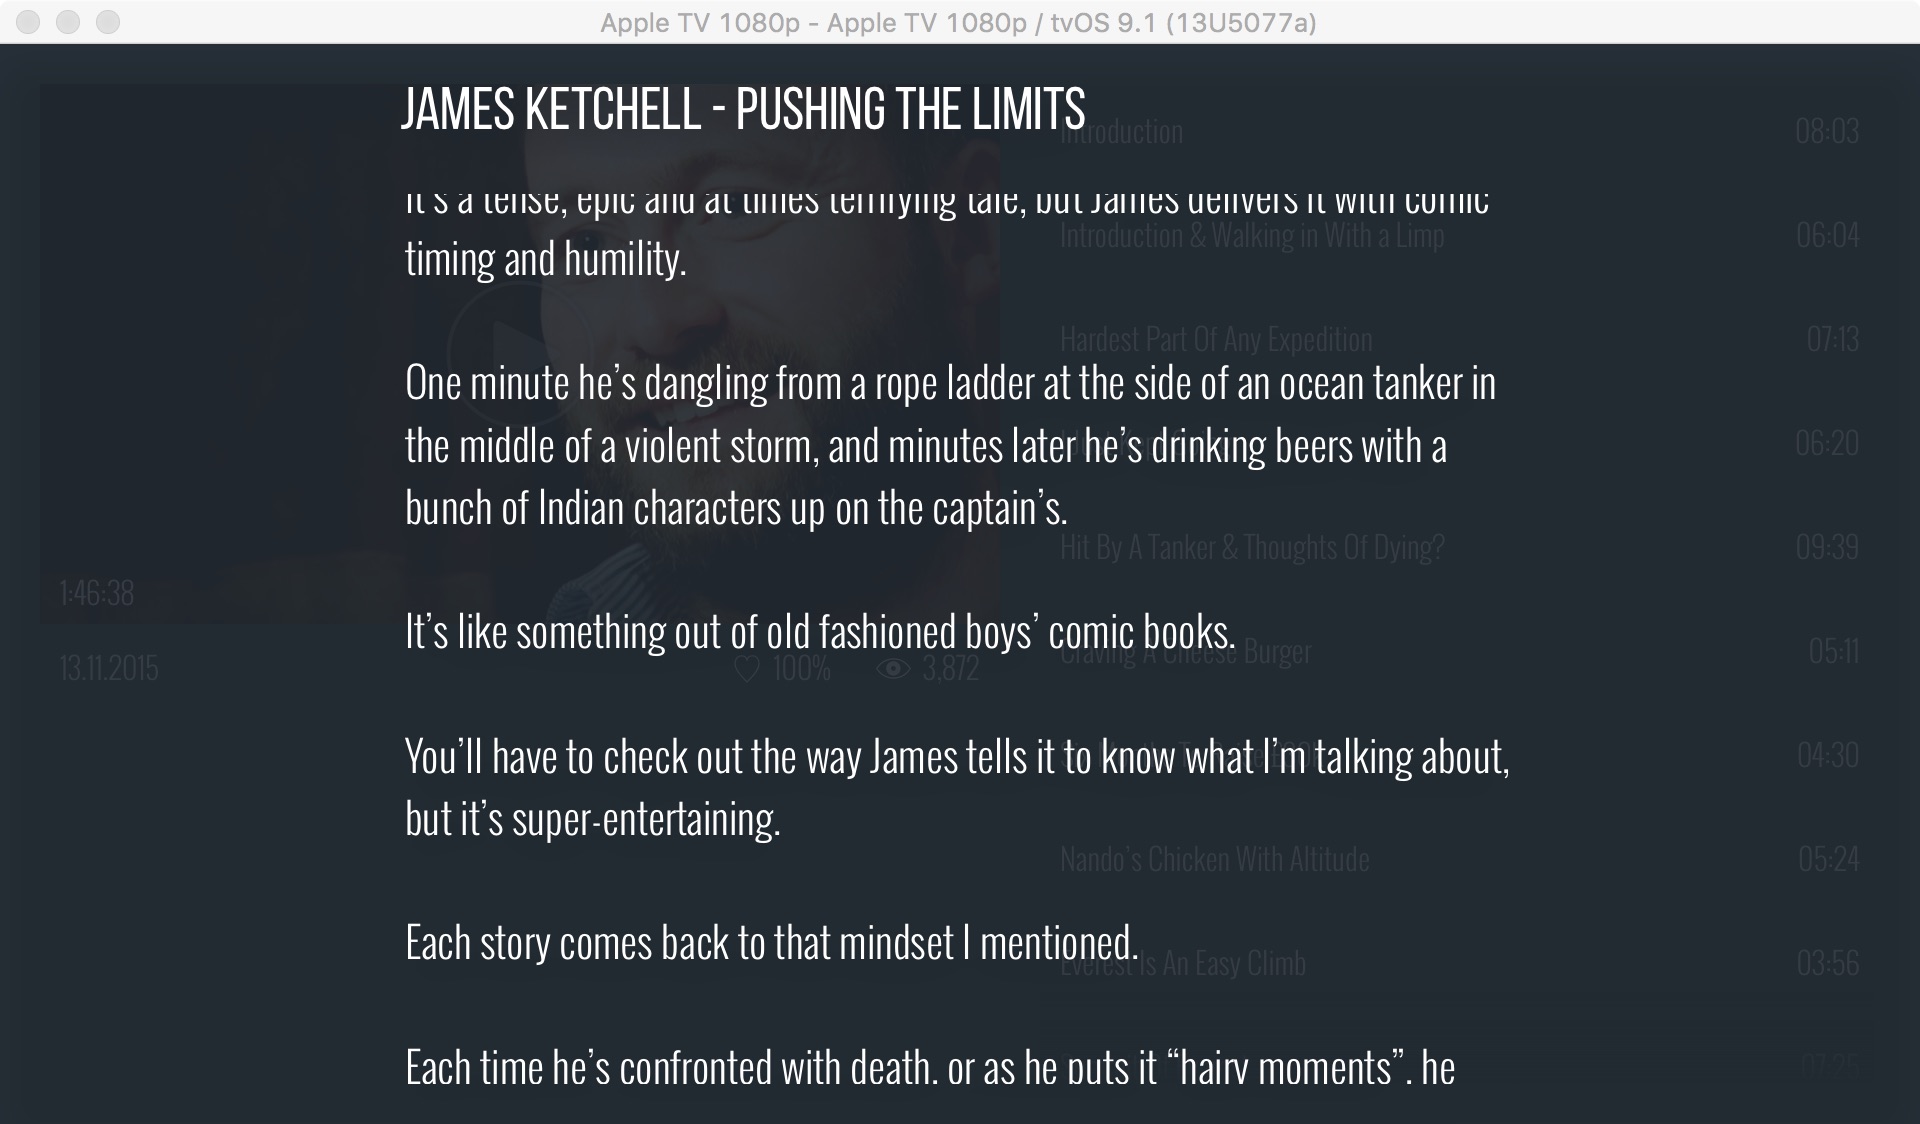 Apple TV 1080p - Apple TV 1080p / tvOS 9.1 (13U5077a)
JAMES KETCHELL - PUSHING THE LIMITS
It's a tense, epic and at times terrifying tale, but James delivers it with comic
timing and humility.
One minute he’s dangling from a rope ladder at the side of an ocean tanker in
the middle of a violent storm, and minutes later he’s drinking beers with a
bunch of Indian characters up on the captain’s.
It’s like something out of old fashioned boys’ comic books.
You’ll have to check out the way James tells it to know what I’m talking about,
but it’s super-entertaining.
Each story comes back to that mindset I mentioned.
Each time he’s confronted with death, or as he puts it “hairy moments”, he
1:46:38
13.11.2015
100%
3,872
Introduction 08:03
Introduction & Walking in With a Limp 06:04
Hardest Part Of Any Expedition 07:13
06:20
Hit By A Tanker & Thoughts Of Dying? 09:39
Craving A Cheese Burger 05:11
04:30
Nando’s Chicken With Altitude 05:24
Everest Is An Easy Climb 03:56
07:25